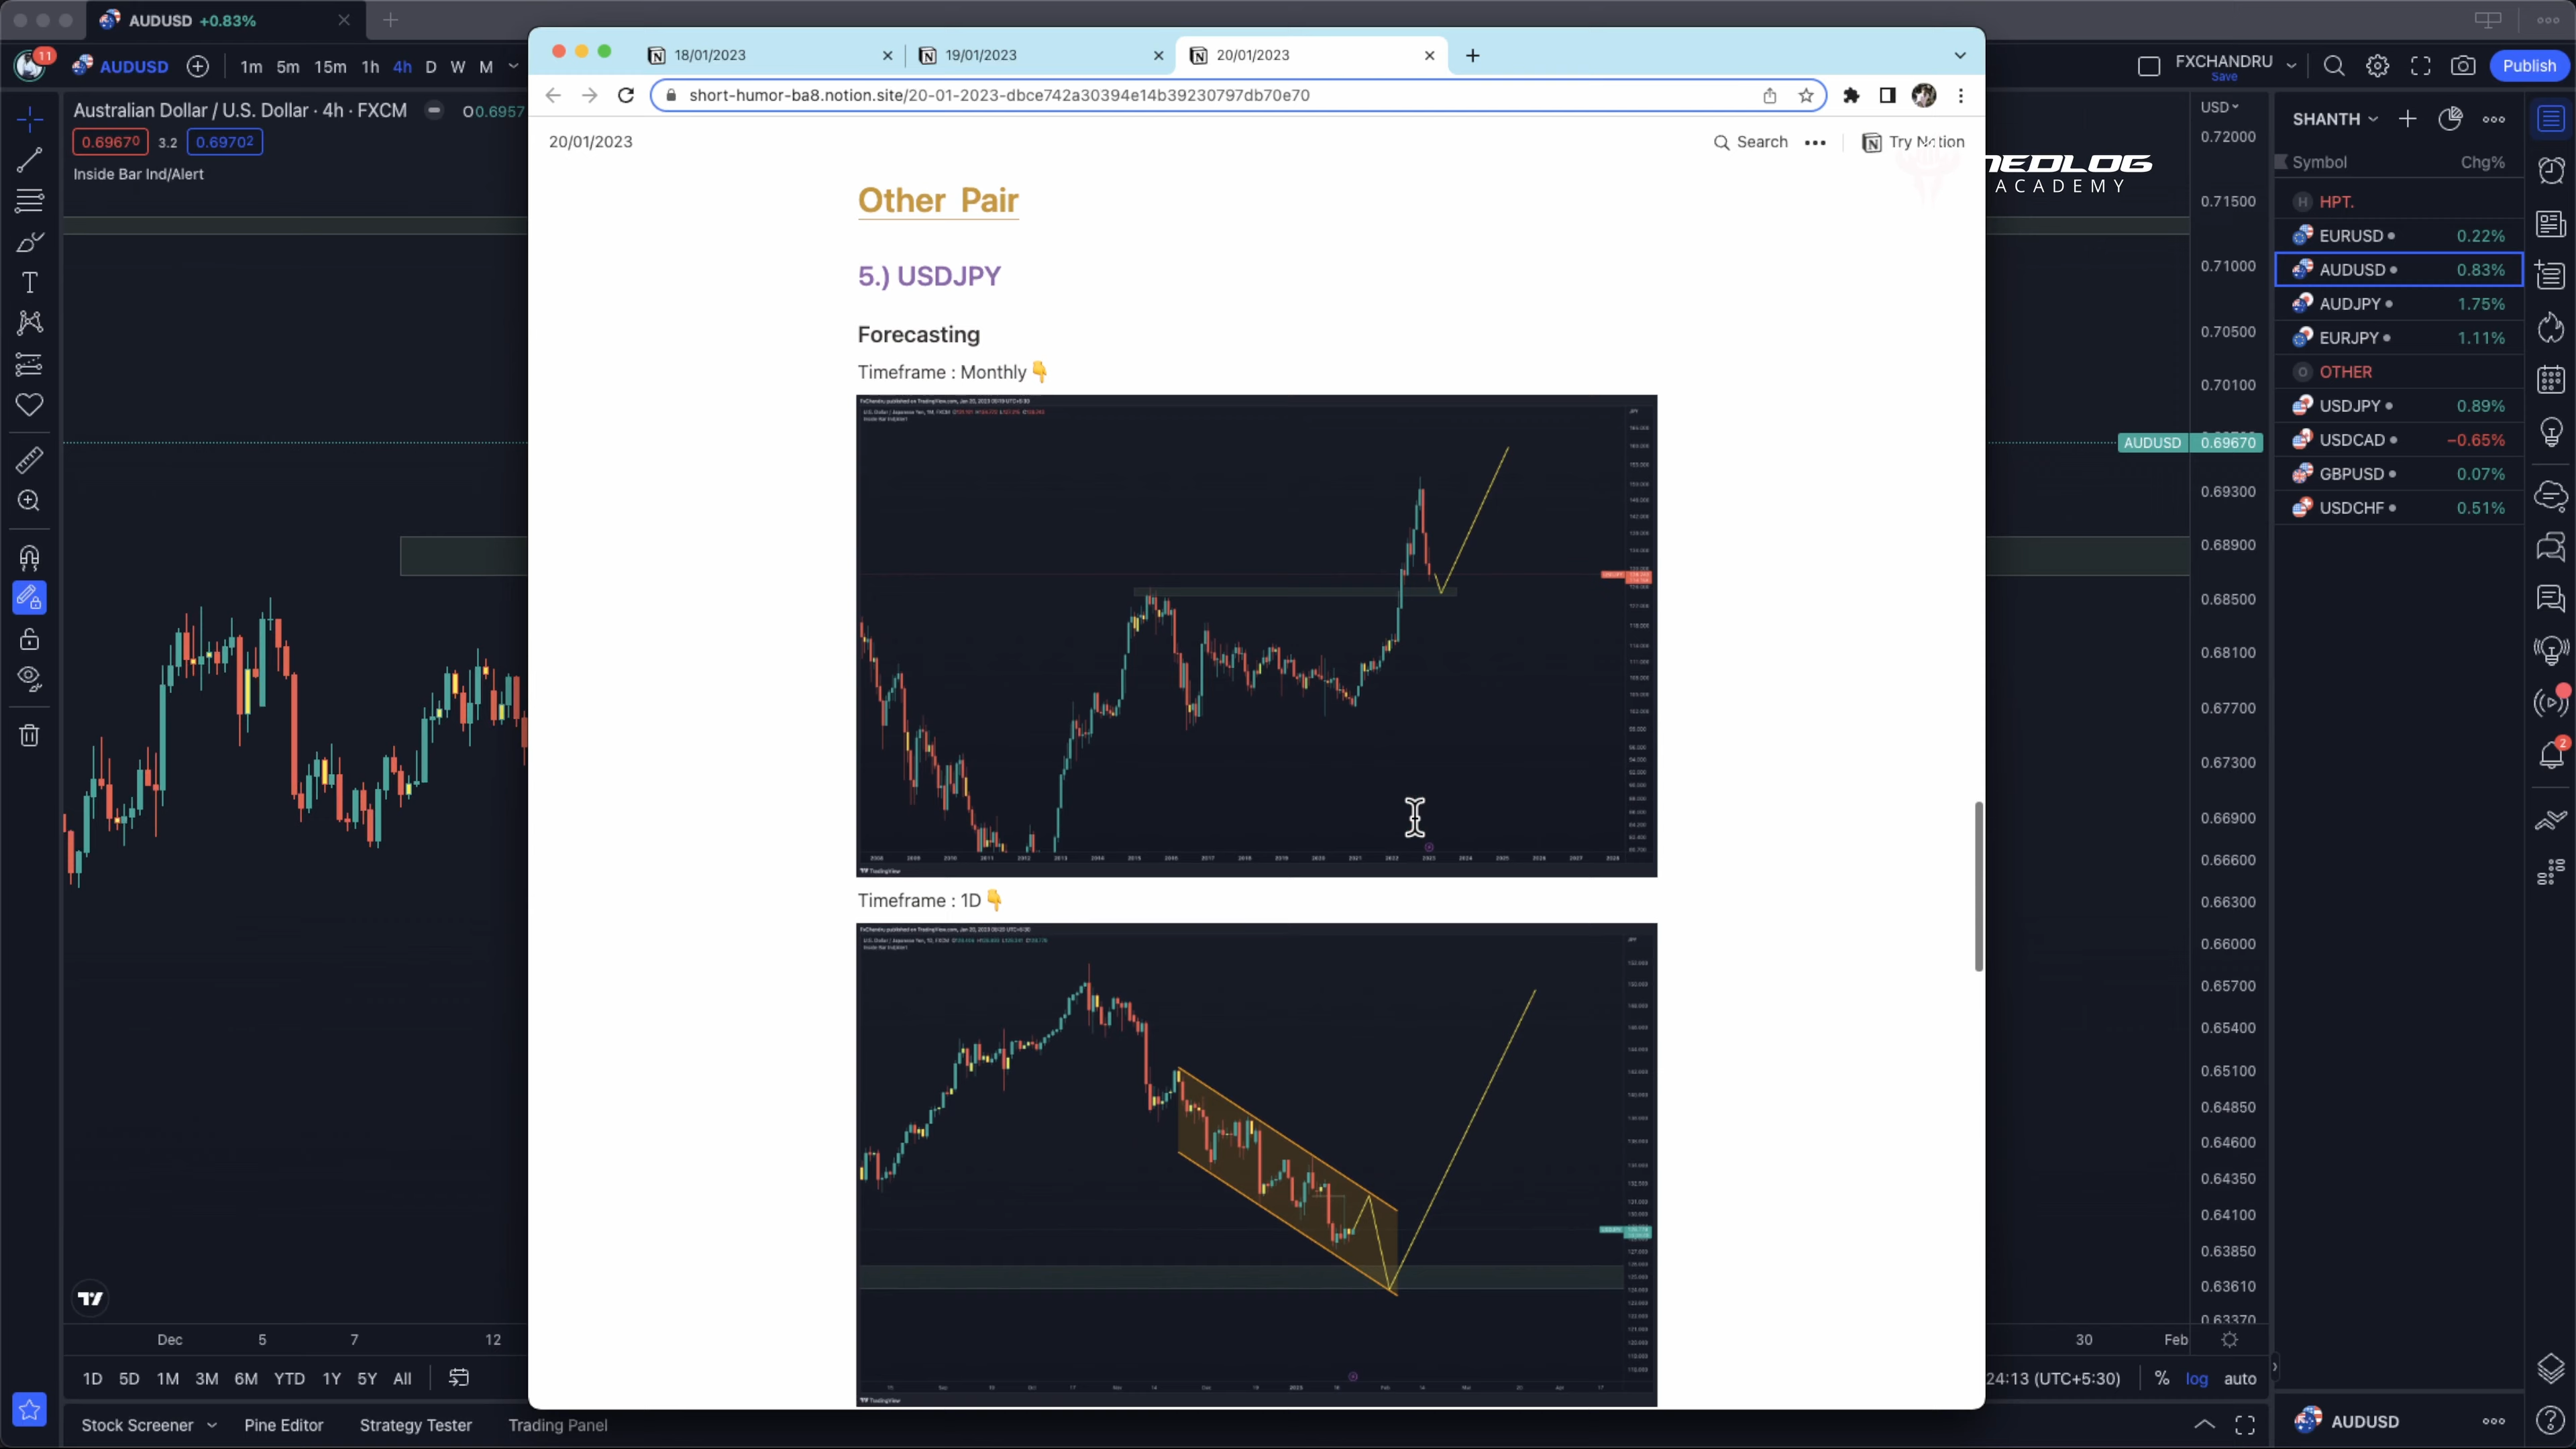 AUDUSD +0.83%
11
AUDUSD
1m 5m 15m 1h 4h D W M
FXCHANDRU
Save
Publish
Australian Dollar / U.S. Dollar · 4h · FXCM
O0.6957
0.69670 3.2 0.69702
Inside Bar Ind/Alert
18/01/2023
19/01/2023
20/01/2023
short-humor-ba8.notion.site/20-01-2023-dbce742a30394e14b39230797db70e70
20/01/2023
Search
Try Notion
Other Pair
5.) USDJPY
Forecasting
Timeframe : Monthly
Timeframe : 1D
TradingView
TradingView
ACADEMY
USD
0.72000
0.71500
0.71000
0.70500
0.70100
AUDUSD 0.69670
0.69300
0.68900
0.68500
0.68100
0.67700
0.67300
0.66900
0.66600
0.66300
0.66000
0.65700
0.65400
0.65100
0.64850
0.64600
0.64350
0.64100
0.63850
0.63610
0.63370
SHANTH
Symbol Chg%
H HPT.
EURUSD 0.22%
AUDUSD 0.83%
AUDJPY 1.75%
EURJPY 1.11%
O OTHER
USDJPY 0.89%
USDCAD −0.65%
GBPUSD 0.07%
USDCHF 0.51%
2
Dec 5 7 12
30 Feb
1D 5D 1M 3M 6M YTD 1Y 5Y All
24:13 (UTC+5:30) % log auto
Stock Screener Pine Editor Strategy Tester Trading Panel
AUDUSD